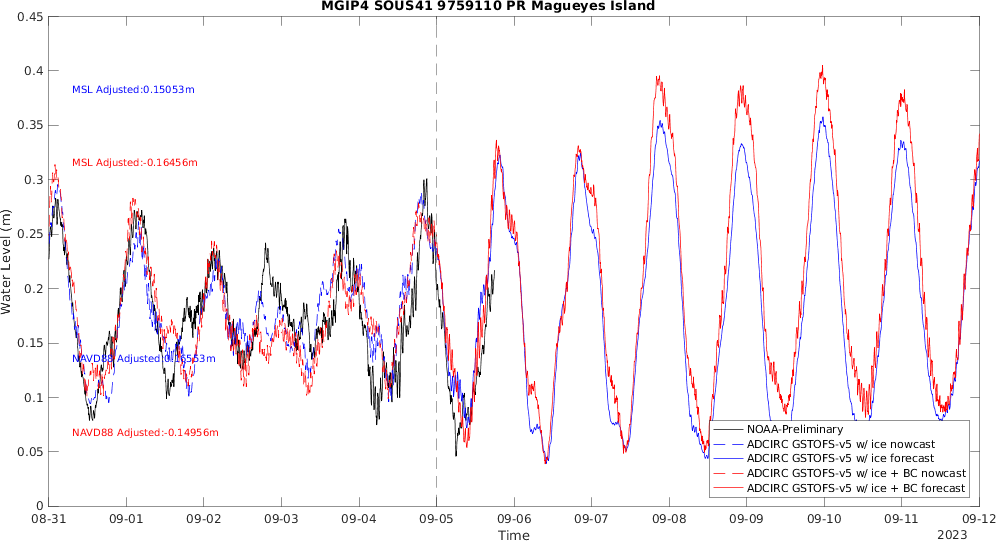 MGIP4 SOUS41 9759110 PR Magueyes Island
0.45
0.4
0.35
0.3
0.25
0.2
0.15
0.1
0.05
0
Water Level (m)
MSL Adjusted:0.15053m
MSL Adjusted:-0.16456m
NAVD88 Adjusted:0.16553m
NAVD88 Adjusted:-0.14956m
NOAA-Preliminary
ADCIRC GSTOFS-v5 w/ ice nowcast
ADCIRC GSTOFS-v5 w/ ice forecast
ADCIRC GSTOFS-v5 w/ ice + BC nowcast
ADCIRC GSTOFS-v5 w/ ice + BC forecast
08-31 09-01 09-02 09-03 09-04 09-05 09-06 09-07 09-08 09-09 09-10 09-11 09-12
Time
2023